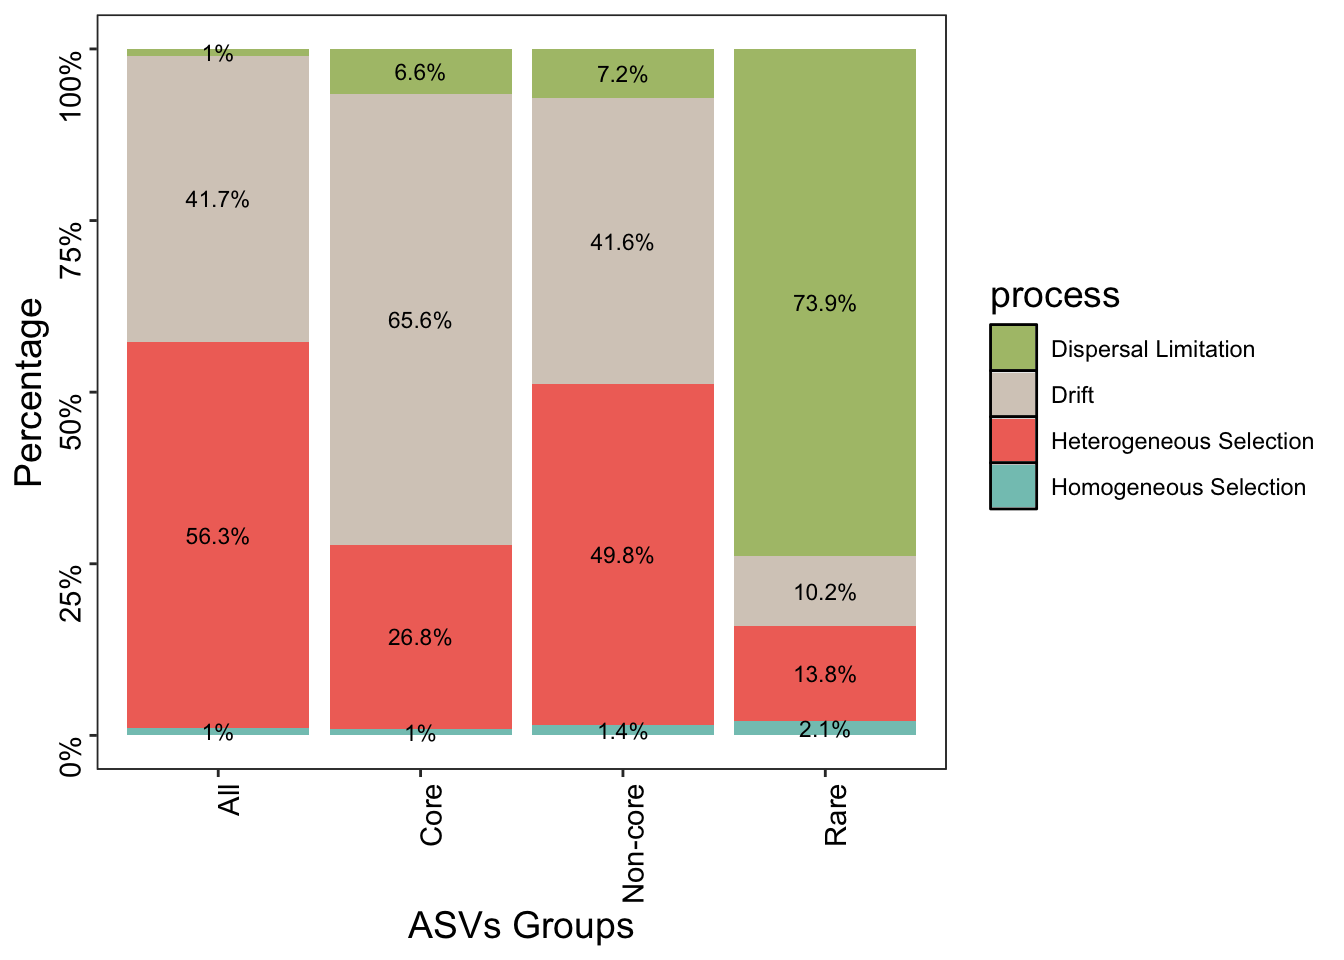 Percentage
100%
75%
50%
25%
0%
1%
41.7%
56.3%
1%
6.6%
65.6%
26.8%
1%
7.2%
41.6%
49.8%
1.4%
73.9%
10.2%
13.8%
2.1%
All
Core
Non-core
Rare
ASVs Groups
process
Dispersal Limitation
Drift
Heterogeneous Selection
Homogeneous Selection